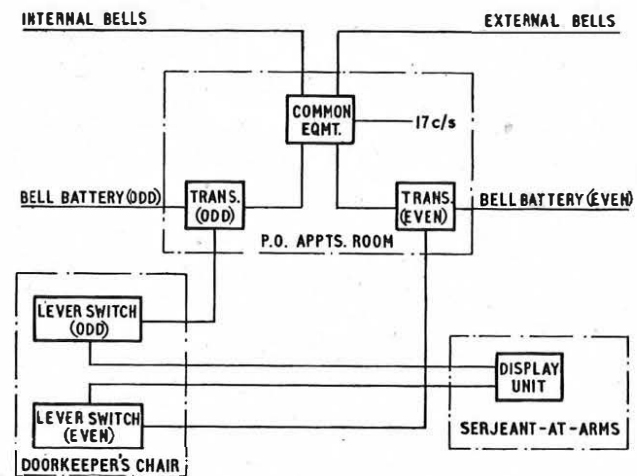 INTERNAL BELLS
EXTERNAL BELLS
COMMON
EQMT.
17c/s
BELL BATTERY (ODD)
TRANS.
(ODD)
TRANS.
(EVEN)
BELL BATTERY (EVEN)
P.O. APPTS. ROOM
LEVER SWITCH
(ODD)
DISPLAY
UNIT
LEVER SWITCH
(EVEN)
SERJEANT-AT-ARMS
DOORKEEPER'S CHAIR